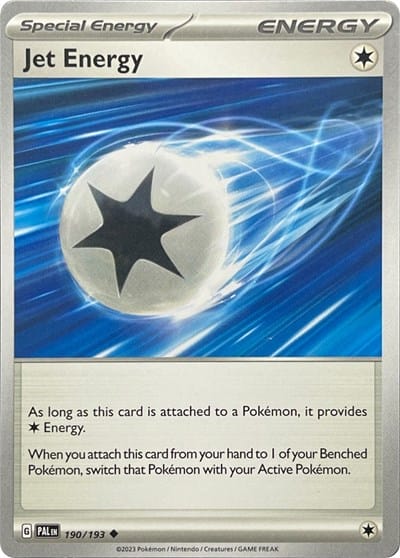 Special Energy ENERGY
Jet Energy
As long as this card is attached to a Pokémon, it provides
Energy.
When you attach this card from your hand to 1 of your Benched
Pokémon, switch that Pokémon with your Active Pokémon.
G PAL EN 190/193
©2023 Pokémon / Nintendo / Creatures / GAME FREAK